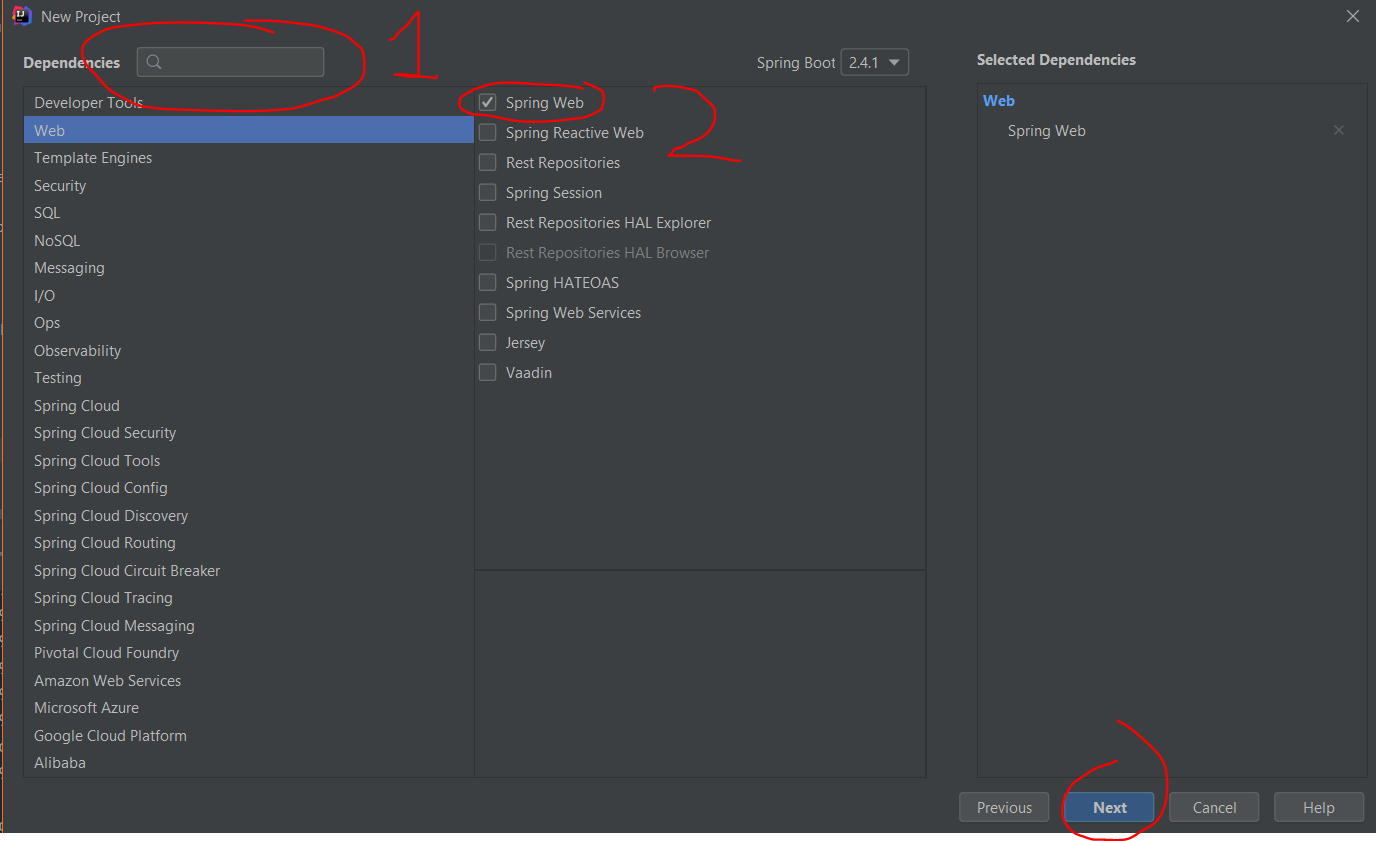 New Project
1
Dependencies
Spring Boot 2.4.1
Selected Dependencies
Developer Tools
Web
Template Engines
Security
SQL
NoSQL
Messaging
I/O
Ops
Observability
Testing
Spring Cloud
Spring Cloud Security
Spring Cloud Tools
Spring Cloud Config
Spring Cloud Discovery
Spring Cloud Routing
Spring Cloud Circuit Breaker
Spring Cloud Tracing
Spring Cloud Messaging
Pivotal Cloud Foundry
Amazon Web Services
Microsoft Azure
Google Cloud Platform
Alibaba
Spring Web
2
Spring Reactive Web
Rest Repositories
Spring Session
Rest Repositories HAL Explorer
Rest Repositories HAL Browser
Spring HATEOAS
Spring Web Services
Jersey
Vaadin
Web
Spring Web
Previous
Next
Cancel
Help